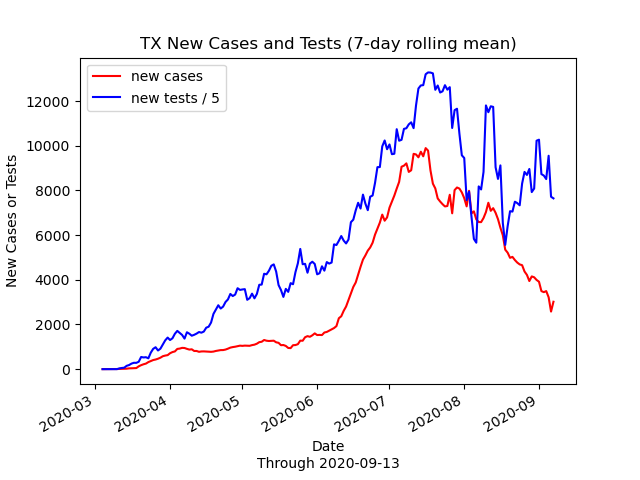 TX New Cases and Tests (7-day rolling mean)
new cases
new tests / 5
12000
10000
8000
6000
4000
2000
0
New Cases or Tests
2020-03
2020-04
2020-05
2020-06
2020-07
2020-08
2020-09
Date
Through 2020-09-13